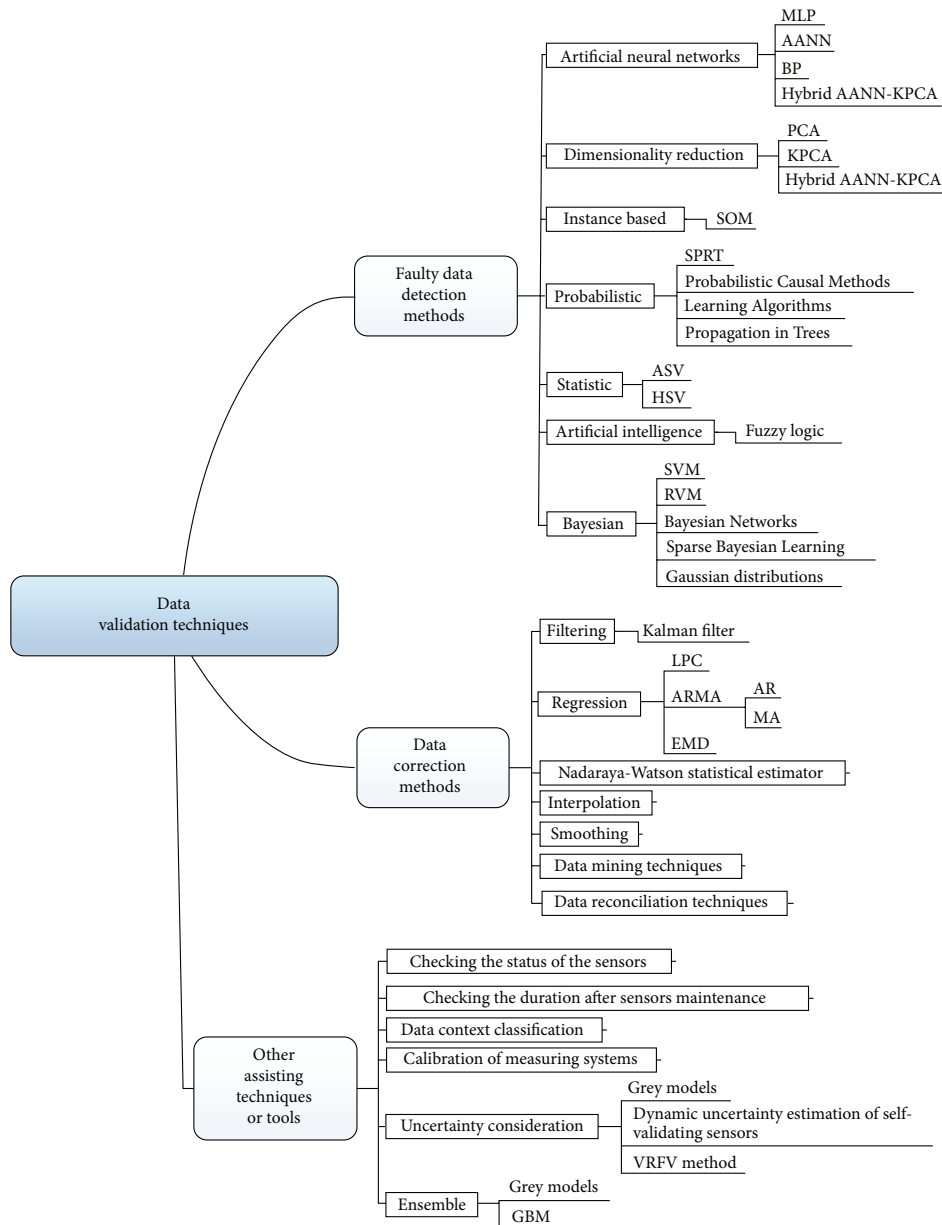 MLP
AANN
Artificial neural networks
BP
Hybrid AANN-KPCA
PCA
Dimensionality reduction
KPCA
Hybrid AANN-KPCA
Instance based
SOM
Faulty data
detection
methods
SPRT
Probabilistic Causal Methods
Probabilistic
Learning Algorithms
Propagation in Trees
ASV
Statistic
HSV
Artificial intelligence
Fuzzy logic
SVM
RVM
Bayesian
Bayesian Networks
Sparse Bayesian Learning
Gaussian distributions
Data
validation techniques
Filtering
Kalman filter
LPC
Regression
ARMA
AR
MA
EMD
Data
correction
methods
Nadaraya-Watson statistical estimator
Interpolation
Smoothing
Data mining techniques
Data reconciliation techniques
Checking the status of the sensors
Checking the duration after sensors maintenance
Data context classification
Calibration of measuring systems
Other
assisting
techniques
or tools
Grey models
Uncertainty consideration
Dynamic uncertainty estimation of self-
validating sensors
VRFV method
Ensemble
Grey models
GBM